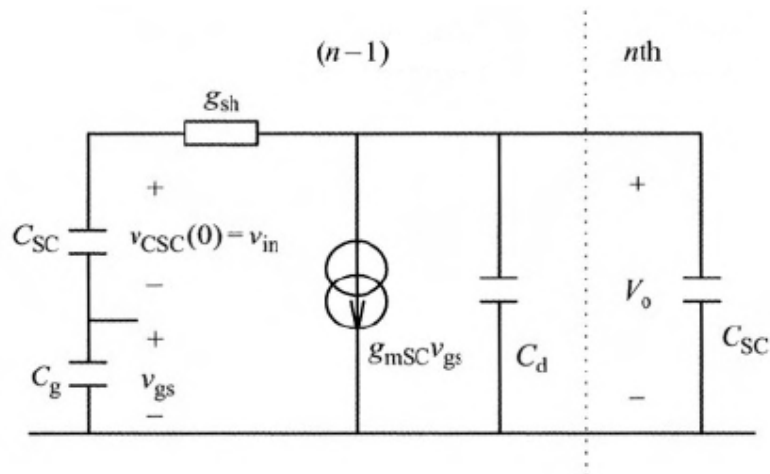 (n−1) nth
g_sh
+ +
C_SC v_CSC(0) = v_in
− V_o C_SC
+ g_mSC v_gs C_d
C_g v_gs
− −